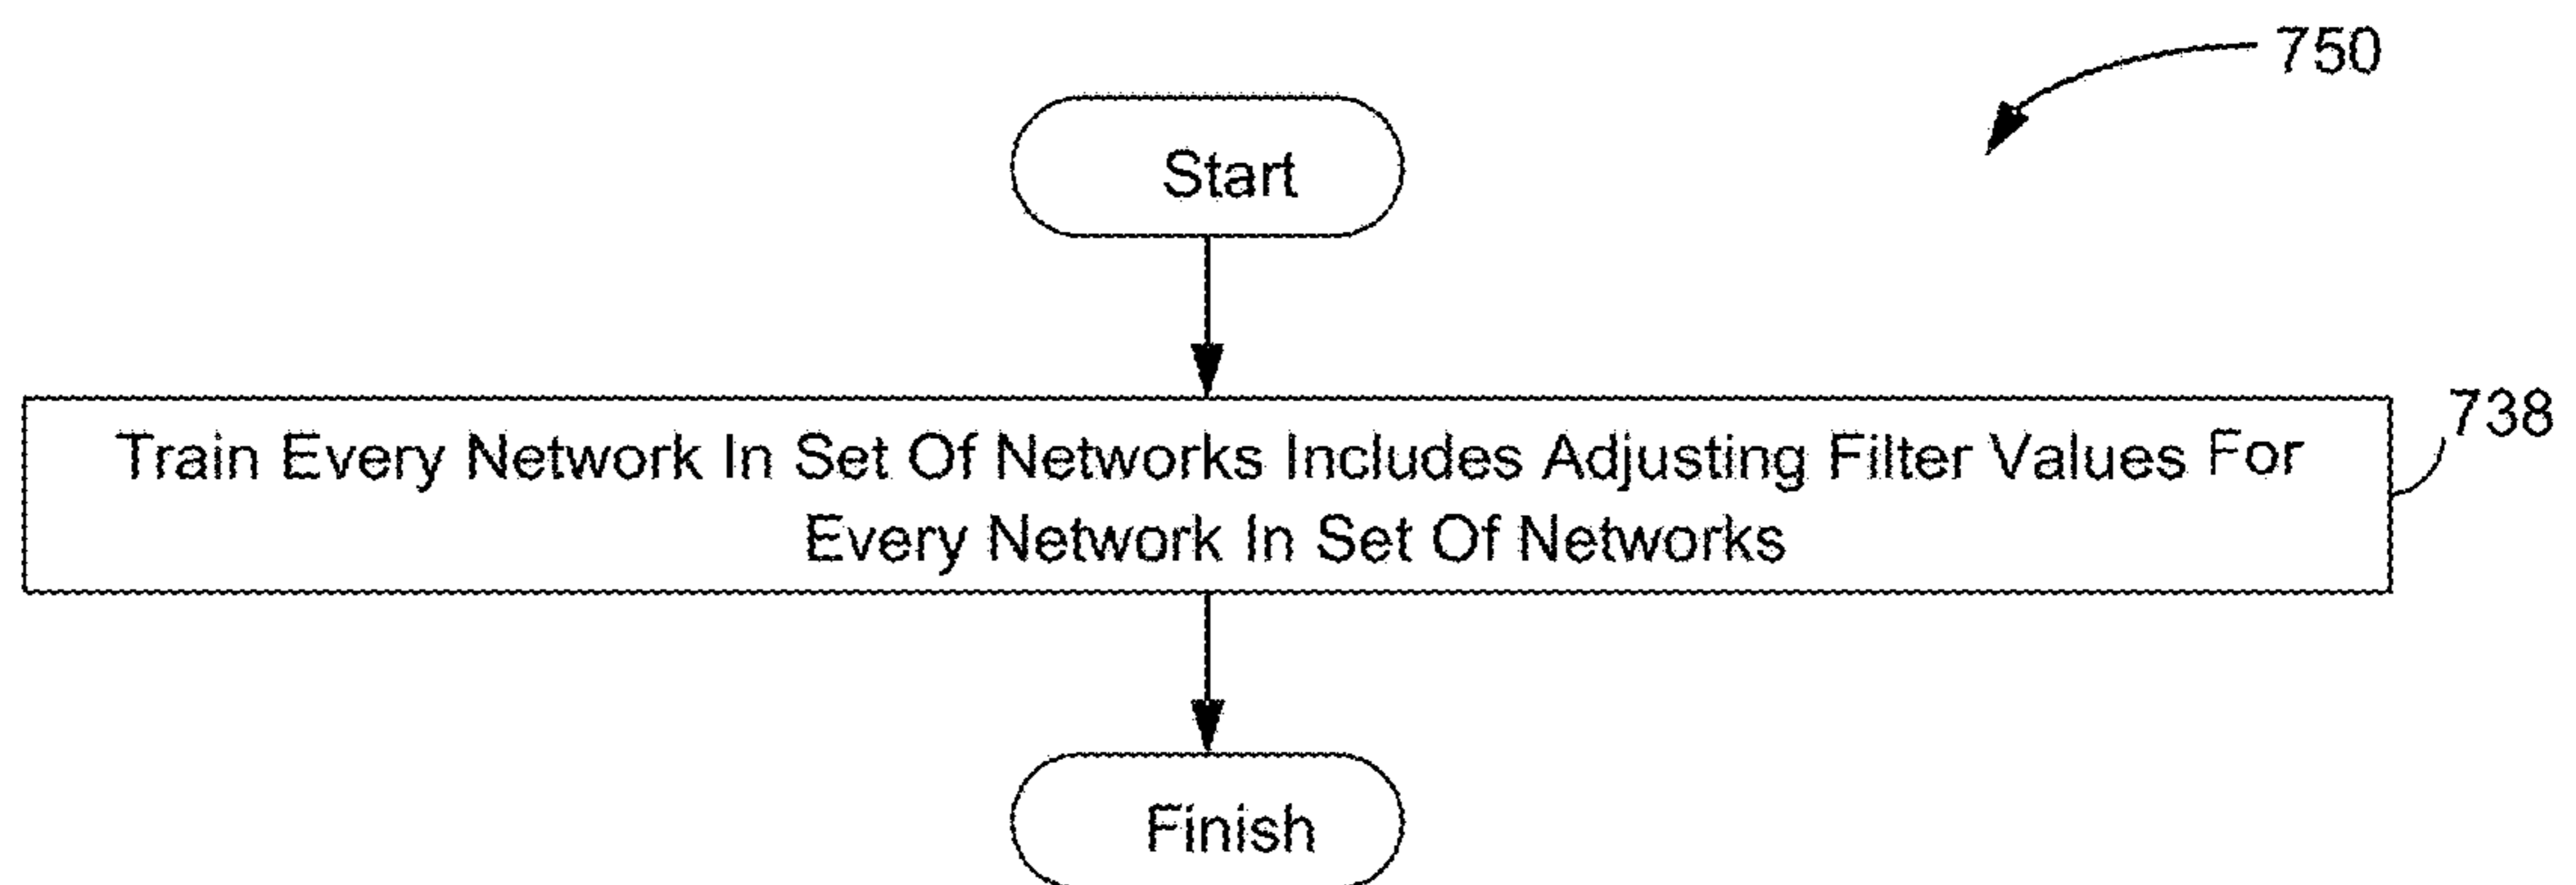 750
Start
738
Train Every Network In Set Of Networks Includes Adjusting Filter Values For
Every Network In Set Of Networks
Finish